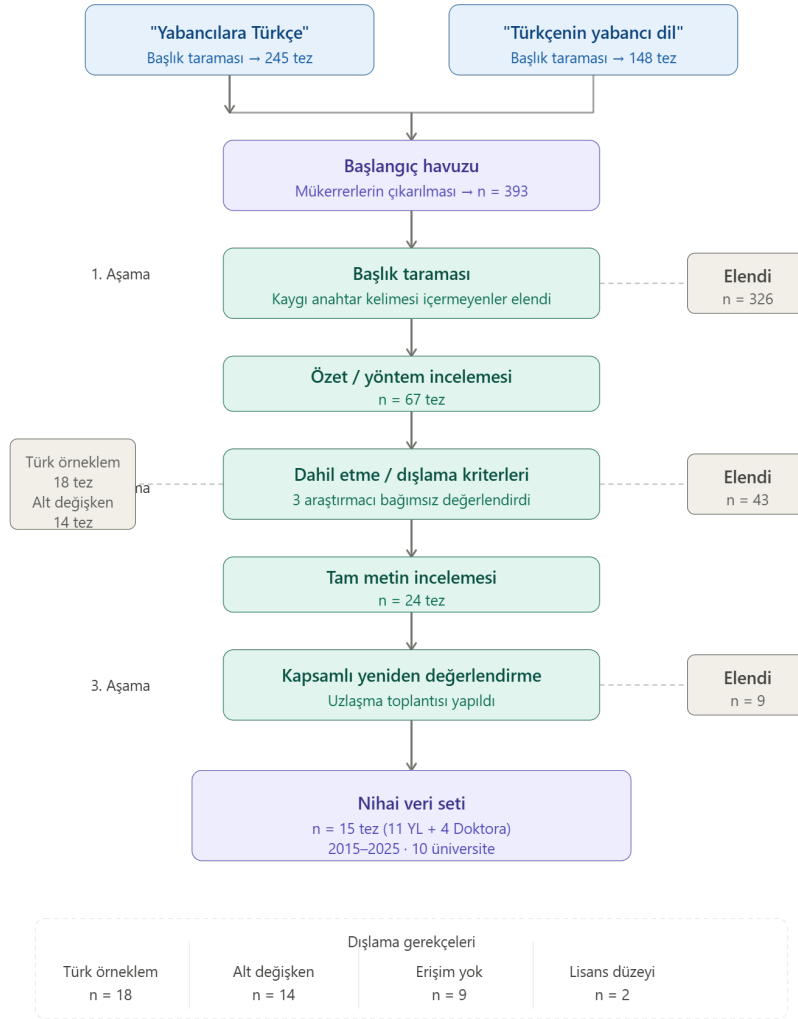 "Yabancılara Türkçe"
Başlık taraması → 245 tez
"Türkçenin yabancı dil"
Başlık taraması → 148 tez
Başlangıç havuzu
Mükerrerlerin çıkarılması → n = 393
1. Aşama
Başlık taraması
Kaygı anahtar kelimesi içermeyenler elendi
Elendi
n = 326
Özet / yöntem incelemesi
n = 67 tez
Türk örneklem
18 tez
Alt değişken
14 tez
Dahil etme / dışlama kriterleri
3 araştırmacı bağımsız değerlendirdi
Elendi
n = 43
Tam metin incelemesi
n = 24 tez
3. Aşama
Kapsamlı yeniden değerlendirme
Uzlaşma toplantısı yapıldı
Elendi
n = 9
Nihai veri seti
n = 15 tez (11 YL + 4 Doktora)
2015–2025 · 10 üniversite
Dışlama gerekçeleri
Türk örneklem
n = 18
Alt değişken
n = 14
Erişim yok
n = 9
Lisans düzeyi
n = 2